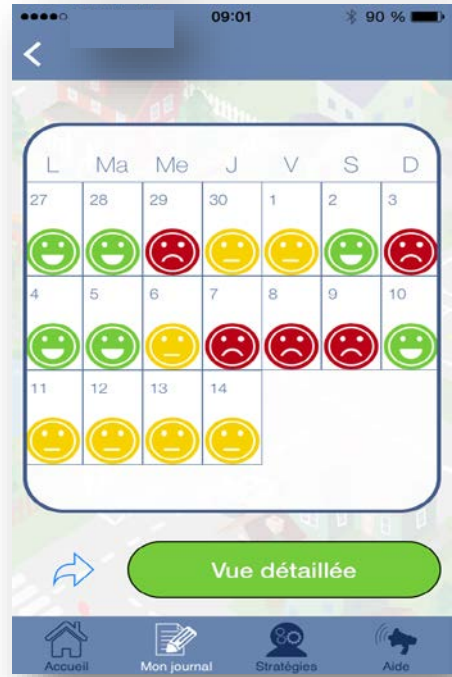 09:01 90 %
L Ma Me J V S D
27 28 29 30 1 2 3
4 5 6 7 8 9 10
11 12 13 14
Vue détaillée
Accueil Mon journal Stratégies Aide